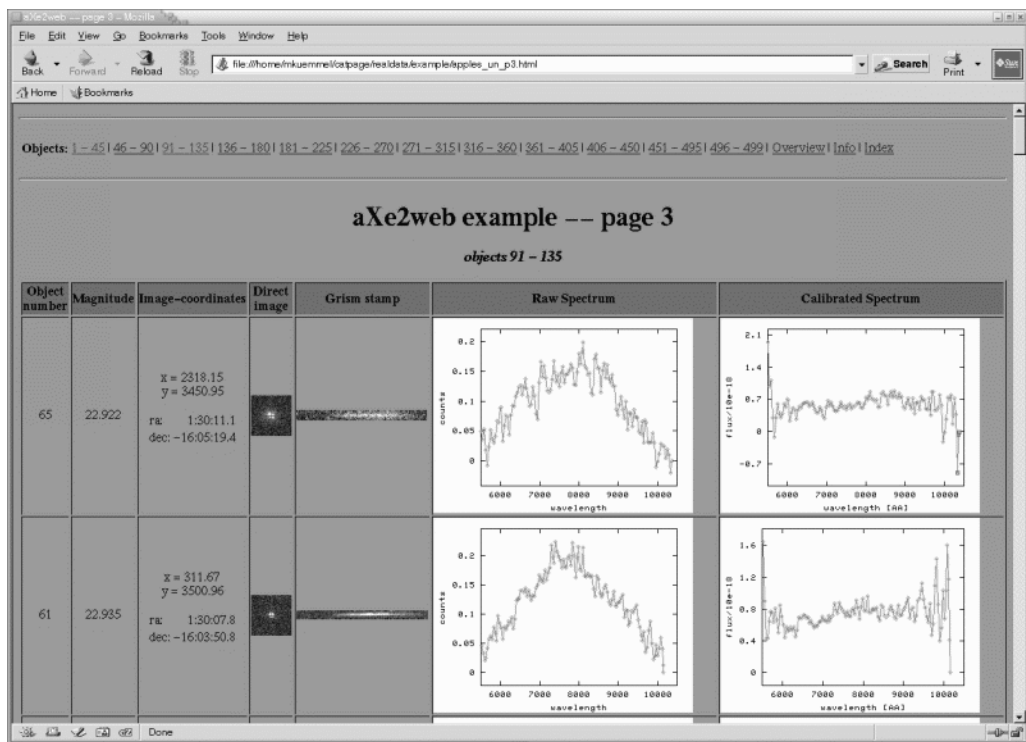 aXe2web -- page 3 - Mozilla
File Edit View Go Bookmarks Tools Window Help
Back Forward Reload Stop file:///home/mkuemmel/catpage/realdata/example/apples_un_p3.html Search Print Sun
Home Bookmarks
Objects: 1 - 45 | 46 - 90 | 91 - 135 | 136 - 180 | 181 - 225 | 226 - 270 | 271 - 315 | 316 - 360 | 361 - 405 | 406 - 450 | 451 - 495 | 496 - 499 | Overview | Info | Index
aXe2web example -- page 3
objects 91 - 135
Object number Magnitude Image-coordinates Direct image Grism stamp Raw Spectrum Calibrated Spectrum
65
22.922
x = 2318.15
y = 3450.95
ra: 1:30:11.1
dec: -16:05:19.4
0.2
0.15
0.1
0.05
0
counts
6000 7000 8000 9000 10000
wavelength
2.1
1.4
0.7
0
-0.7
flux/10e-18
6000 7000 8000 9000 10000
wavelength [AA]
61
22.935
x = 311.67
y = 3500.96
ra: 1:30:07.8
dec: -16:03:50.8
0.2
0.15
0.1
0.05
0
counts
6000 7000 8000 9000 10000
wavelength
1.6
1.2
0.8
0.4
0
flux/10e-18
6000 7000 8000 9000 10000
wavelength [AA]
Done